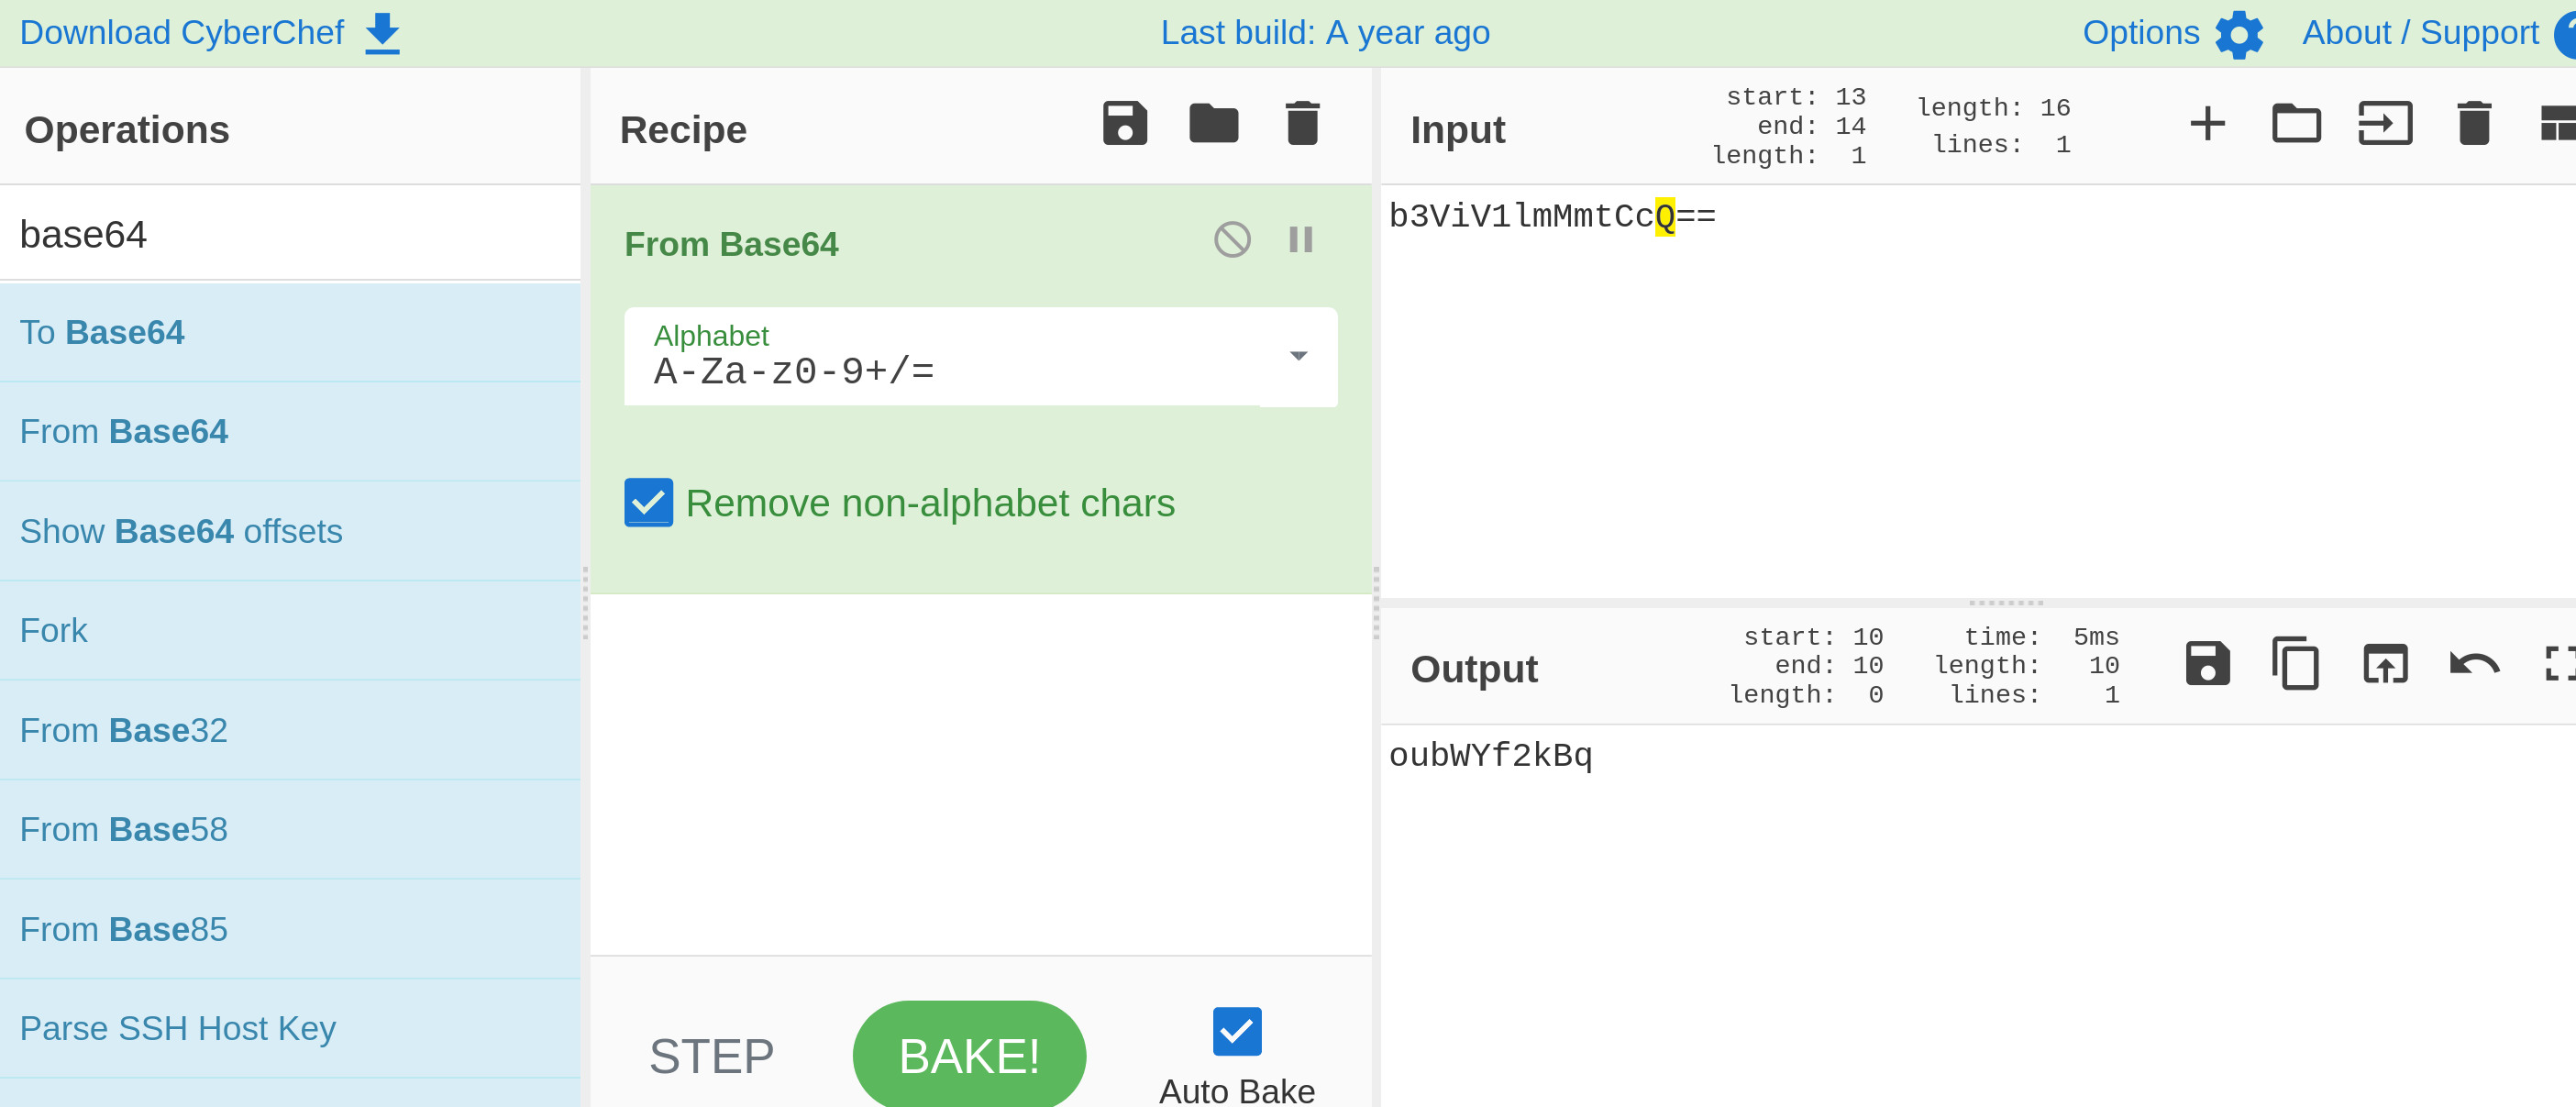 Download CyberChef
Last build: A year ago
Options
About / Support
Operations
base64
To Base64
From Base64
Show Base64 offsets
Fork
From Base32
From Base58
From Base85
Parse SSH Host Key
Recipe
From Base64
Alphabet
A-Za-z0-9+/=
Remove non-alphabet chars
STEP
BAKE!
Auto Bake
Input
start: 13
end: 14
length: 1
length: 16
lines: 1
b3ViV1lmMmtCcQ==
Output
start: 10
end: 10
length: 0
time: 5ms
length: 10
lines: 1
oubWYf2kBq